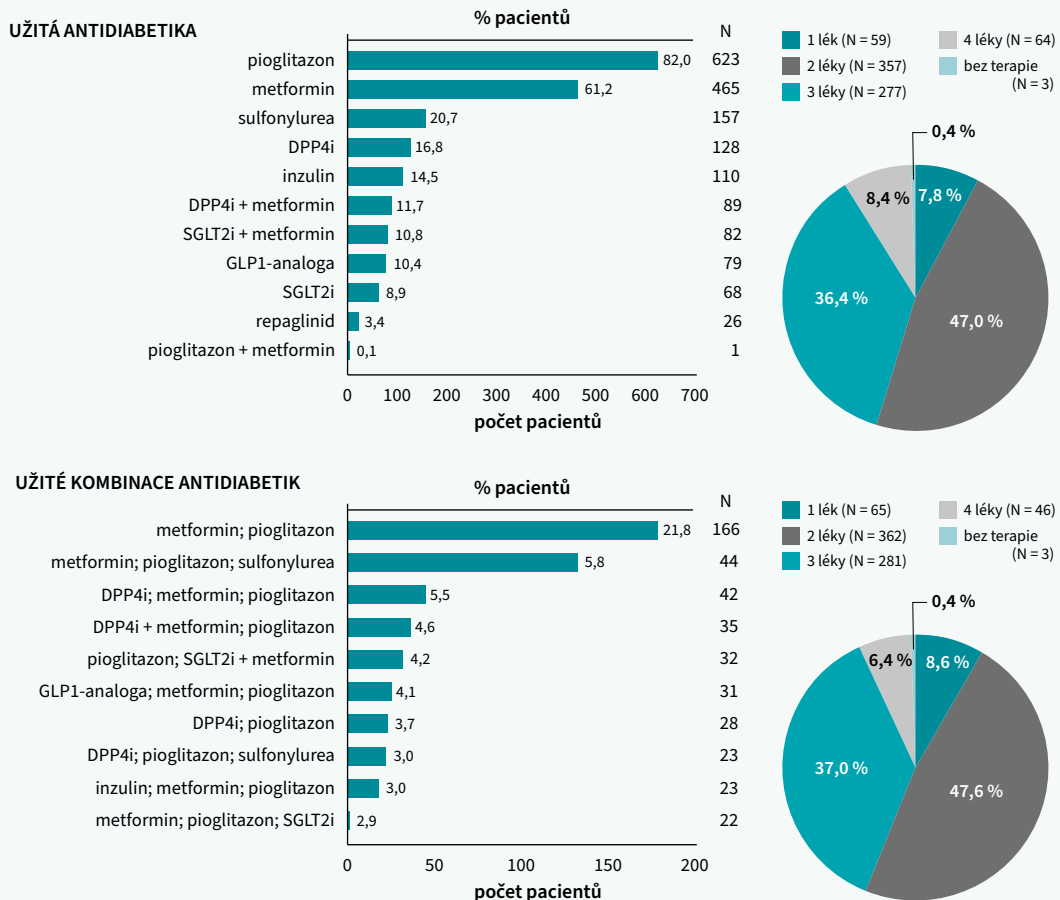 UŽITÁ ANTIDIABETIKA
% pacientů
N
pioglitazon 82,0 623
metformin 61,2 465
sulfonylurea 20,7 157
DPP4i 16,8 128
inzulin 14,5 110
DPP4i + metformin 11,7 89
SGLT2i + metformin 10,8 82
GLP1-analoga 10,4 79
SGLT2i 8,9 68
repaglinid 3,4 26
pioglitazon + metformin 0,1 1
0 100 200 300 400 500 600 700
počet pacientů
1 lék (N = 59)
2 léky (N = 357)
3 léky (N = 277)
4 léky (N = 64)
bez terapie
(N = 3)
0,4 %
8,4 %
7,8 %
36,4 %
47,0 %
UŽITÉ KOMBINACE ANTIDIABETIK
% pacientů
N
metformin; pioglitazon 21,8 166
metformin; pioglitazon; sulfonylurea 5,8 44
DPP4i; metformin; pioglitazon 5,5 42
DPP4i + metformin; pioglitazon 4,6 35
pioglitazon; SGLT2i + metformin 4,2 32
GLP1-analoga; metformin; pioglitazon 4,1 31
DPP4i; pioglitazon 3,7 28
DPP4i; pioglitazon; sulfonylurea 3,0 23
inzulin; metformin; pioglitazon 3,0 23
metformin; pioglitazon; SGLT2i 2,9 22
0 50 100 150 200
počet pacientů
1 lék (N = 65)
2 léky (N = 362)
3 léky (N = 281)
4 léky (N = 46)
bez terapie
(N = 3)
0,4 %
6,4 %
8,6 %
37,0 %
47,6 %